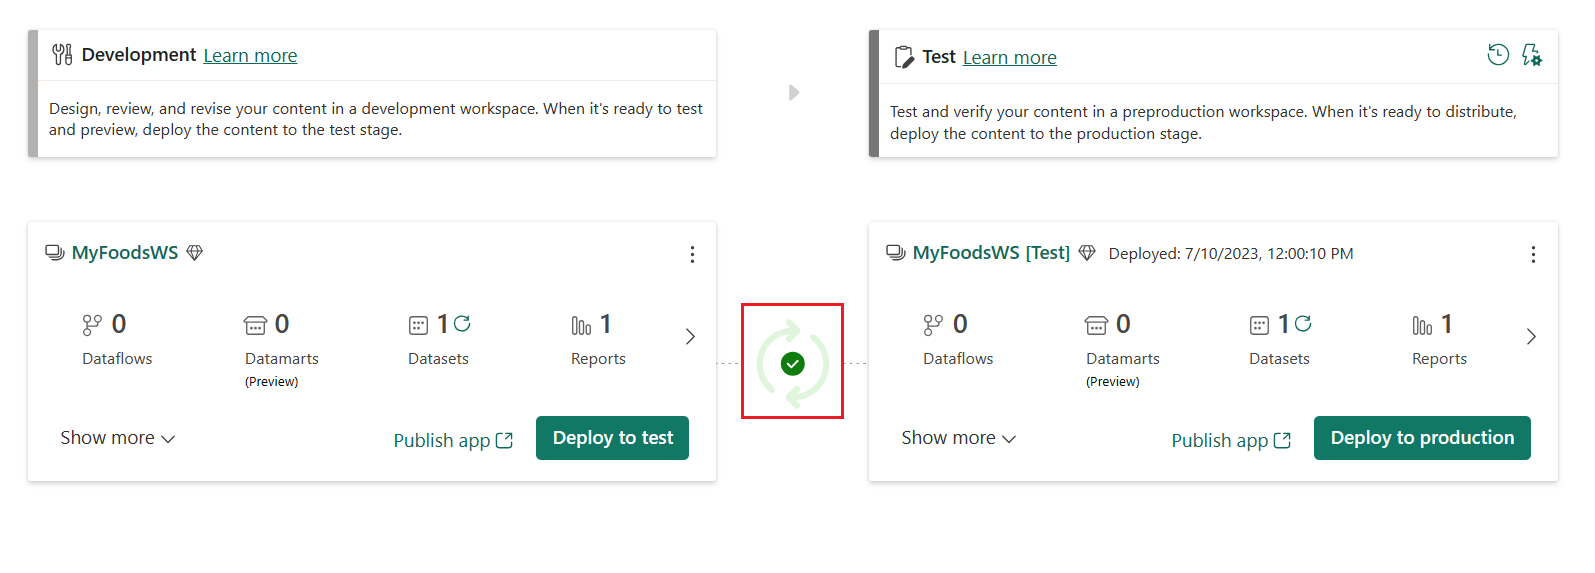 Development Learn more
Design, review, and revise your content in a development workspace. When it's ready to test
and preview, deploy the content to the test stage.
Test Learn more
Test and verify your content in a preproduction workspace. When it's ready to distribute,
deploy the content to the production stage.
MyFoodsWS
0
Dataflows
0
Datamarts
(Preview)
1
Datasets
1
Reports
Show more
Publish app
Deploy to test
MyFoodsWS [Test] Deployed: 7/10/2023, 12:00:10 PM
0
Dataflows
0
Datamarts
(Preview)
1
Datasets
1
Reports
Show more
Publish app
Deploy to production